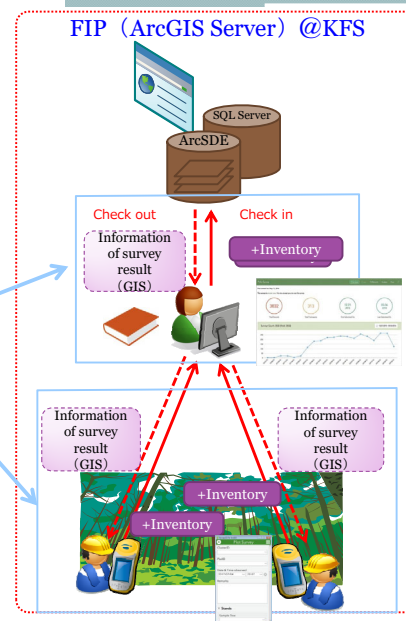 FIP（ArcGIS Server）@KFS
SQL Server
ArcSDE
Check out
Check in
Information
of survey
result
（GIS）
+Inventory
Information
of survey
result
（GIS）
Information
of survey
result
（GIS）
+Inventory
+Inventory
Plot Survey